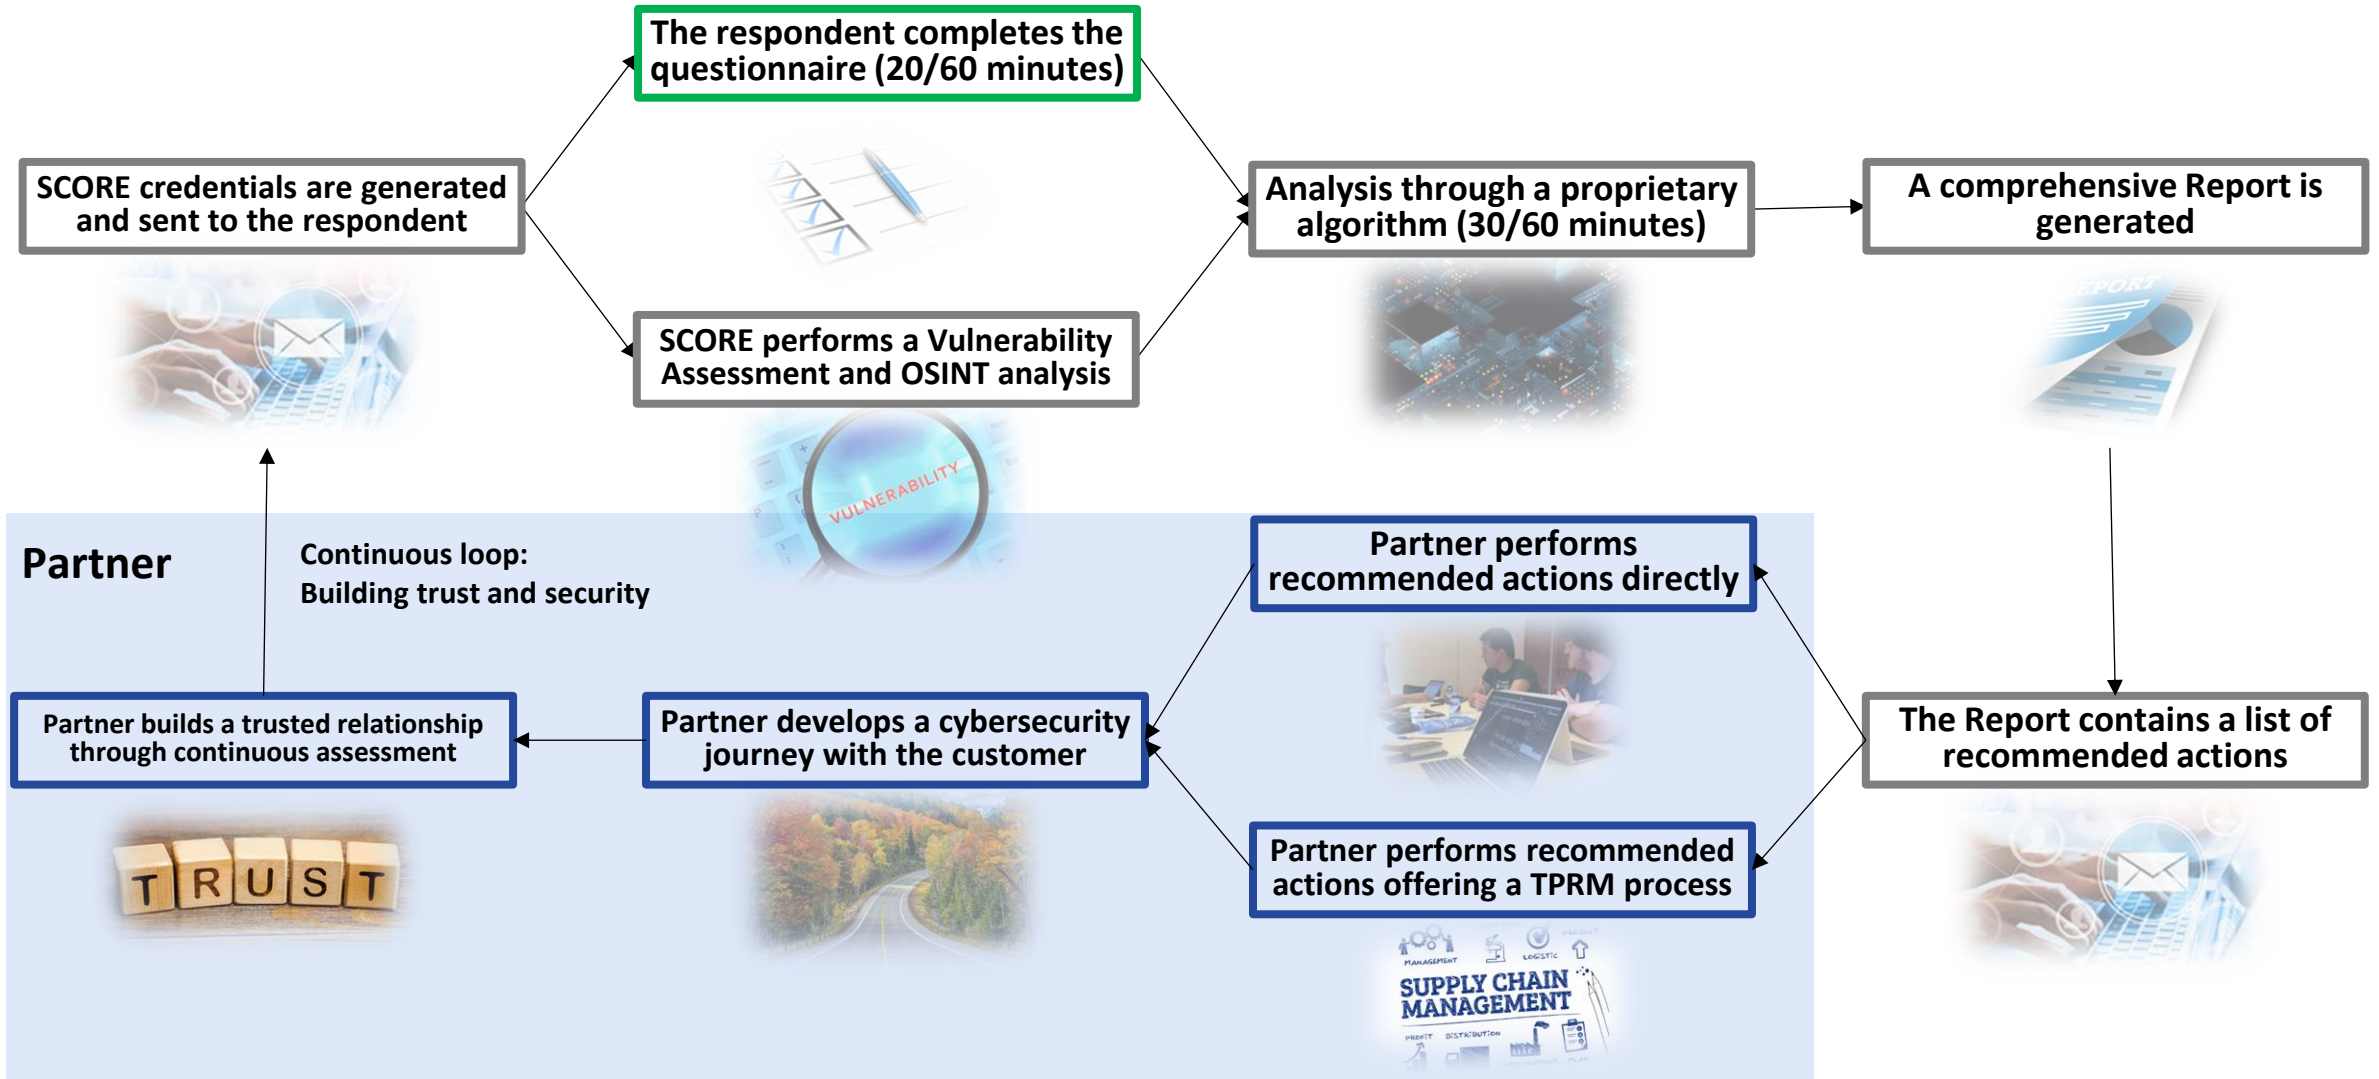 The respondent completes the
questionnaire (20/60 minutes)
SCORE credentials are generated
and sent to the respondent
Analysis through a proprietary
algorithm (30/60 minutes)
A comprehensive Report is
generated
REPORT
SCORE performs a Vulnerability
Assessment and OSINT analysis
VULNERABILITY
Partner
Continuous loop:
Building trust and security
Partner performs
recommended actions directly
Partner builds a trusted relationship
through continuous assessment
Partner develops a cybersecurity
journey with the customer
The Report contains a list of
recommended actions
Partner performs recommended
actions offering a TPRM process
TRUST
MANAGEMENT
LOGISTIC
PROJECT
SUPPLY CHAIN
MANAGEMENT
PROFIT
DISTRIBUTION
PLAN